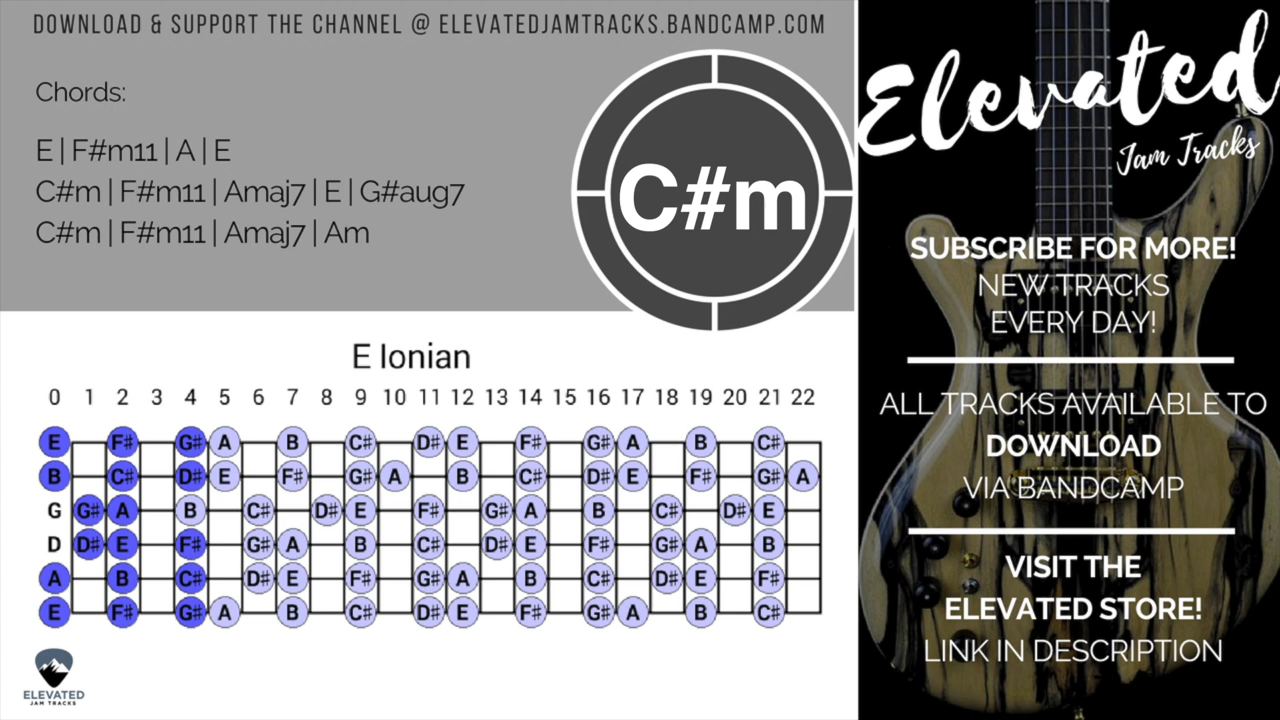 DOWNLOAD & SUPPORT THE CHANNEL @ ELEVATEDJAMTRACKS.BANDCAMP.COM
Chords:
E | F#m11 | A | E
C#m | F#m11 | Amaj7 | E | G#aug7
C#m | F#m11 | Amaj7 | Am
C#m
E Ionian
0 1 2 3 4 5 6 7 8 9 10 11 12 13 14 15 16 17 18 19 20 21 22
E F# G# A B C# D# E F# G# A B C#
B C# D# E F# G# A B C# D# E F# G# A
G G# A B C# D# E F# G# A B C# D# E
D D# E F# G# A B C# D# E F# G# A B
A B C# D# E F# G# A B C# D# E F#
E F# G# A B C# D# E F# G# A B C#
ELEVATED
JAM TRACKS
Elevated
Jam Tracks
SUBSCRIBE FOR MORE!
NEW TRACKS
EVERY DAY!
ALL TRACKS AVAILABLE TO
DOWNLOAD
VIA BANDCAMP
VISIT THE
ELEVATED STORE!
LINK IN DESCRIPTION